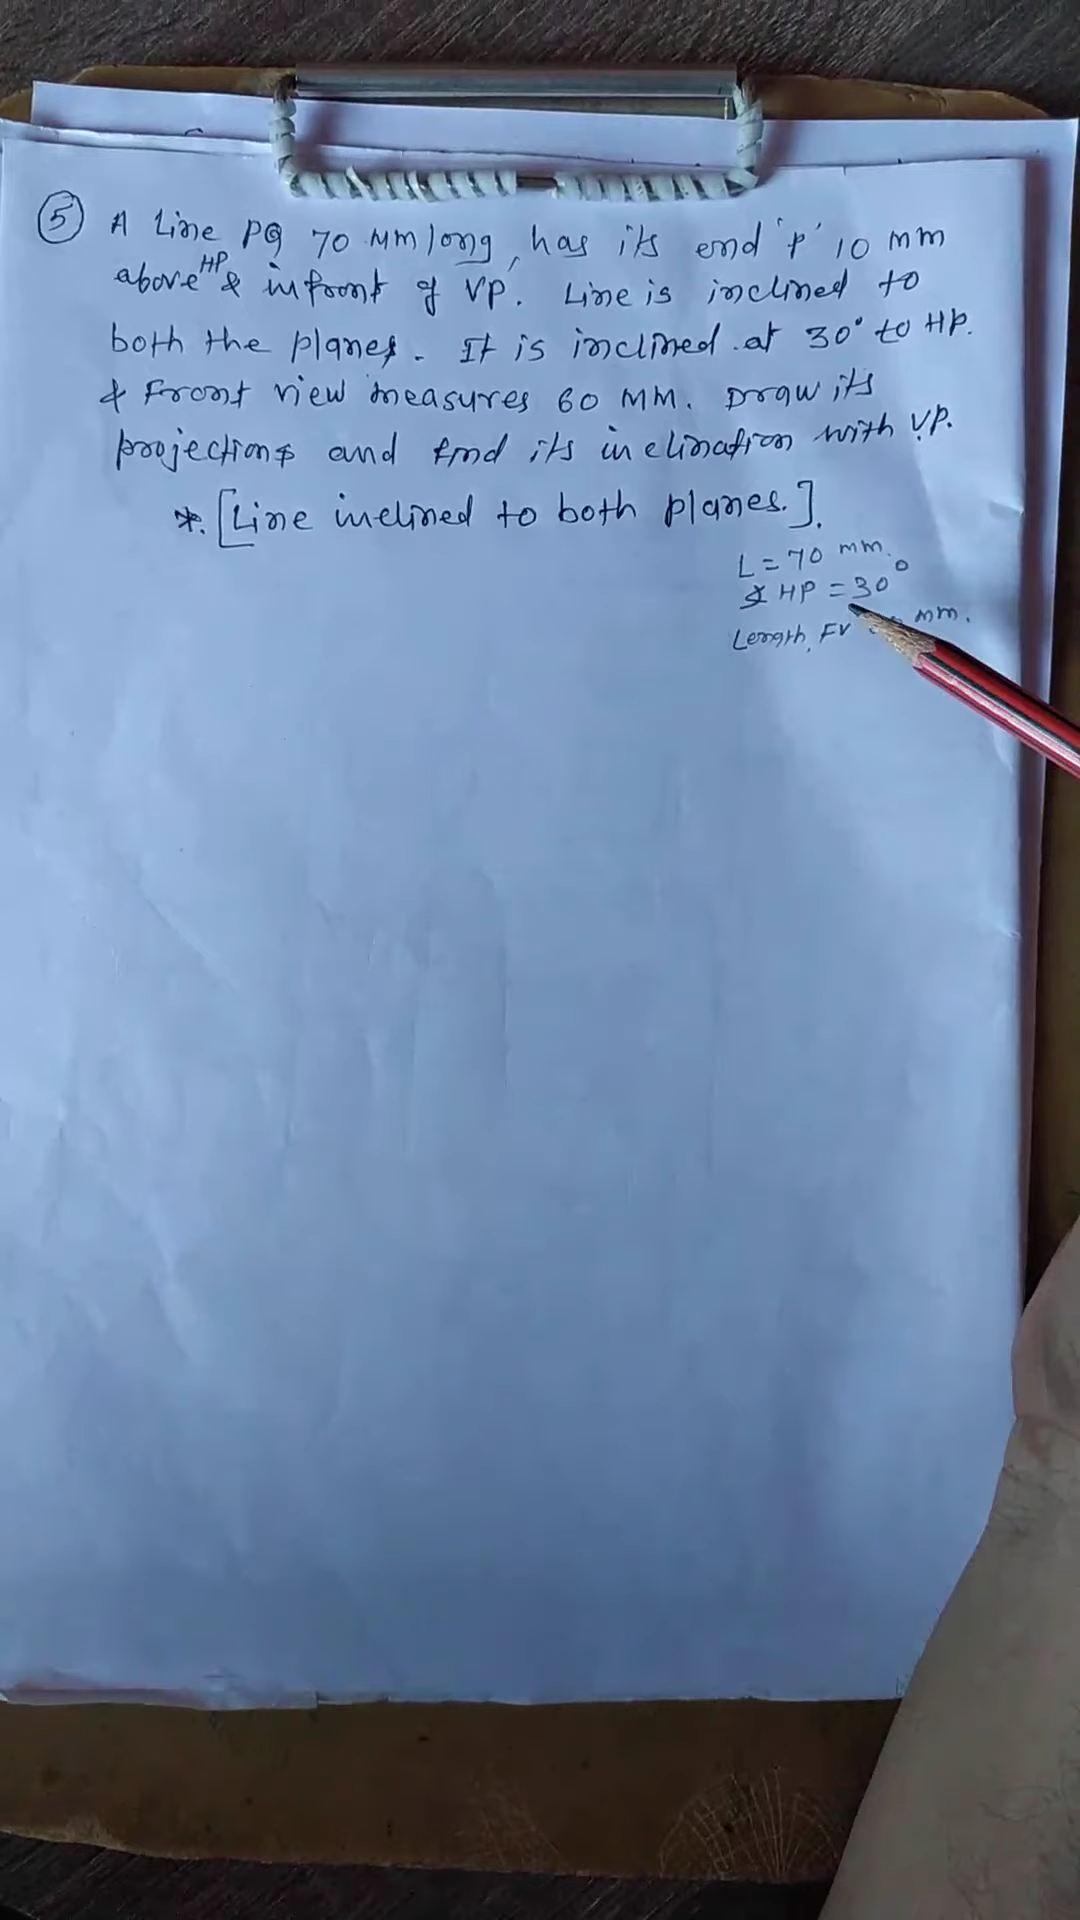 ⑤ A Line PQ 70 MM long, has its end 'P' 10 MM
above HP & infront of VP. Line is inclined to
both the planes. It is inclined at 30° to HP.
& Front view measures 60 MM. Draw its
projections and find its inclination with VP.
*. [Line inclined to both planes.].
L = 70 mm.
HP = 30°
Length, FV mm.